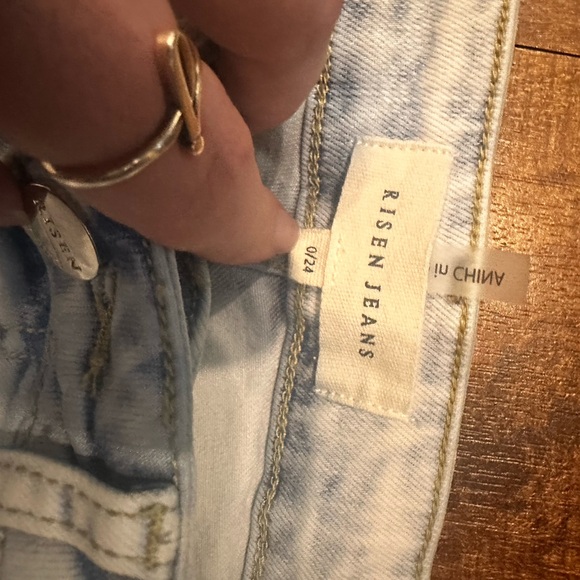 RISEN JEANS
0/24
in CHINA
RISEN